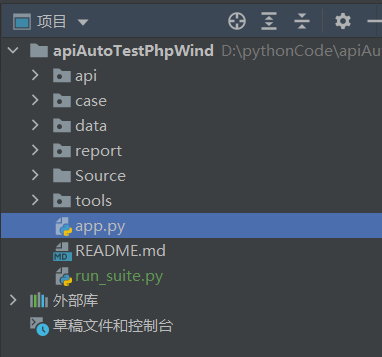 项目
apiAutoTestPhpWind D:\pythonCode\apiAu
api
case
data
report
Source
tools
app.py
MD README.md
run_suite.py
外部库
草稿文件和控制台